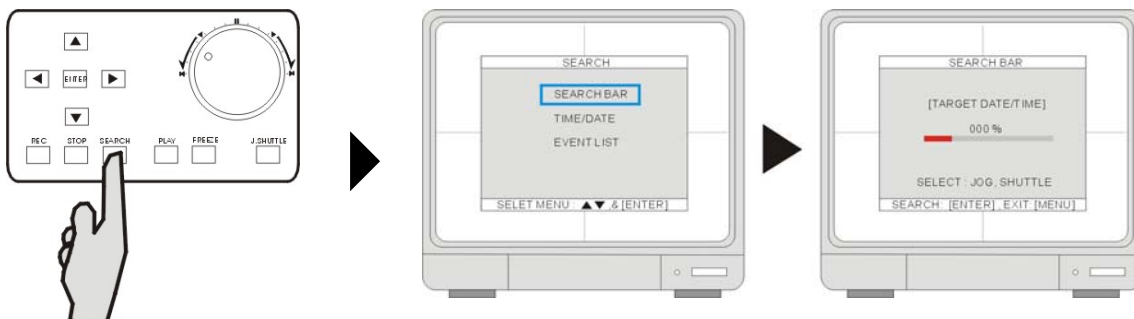 ENTER
REC STOP SEARCH PLAY FREEZE J.SHUTTLE
SEARCH
SEARCH BAR
TIME/DATE
EVENT LIST
SELET MENU : ▲▼ ,& [ENTER]
SEARCH BAR
[TARGET DATE/TIME]
000 %
SELECT : JOG, SHUTTLE
SEARCH: [ENTER] , EXIT: [MENU]